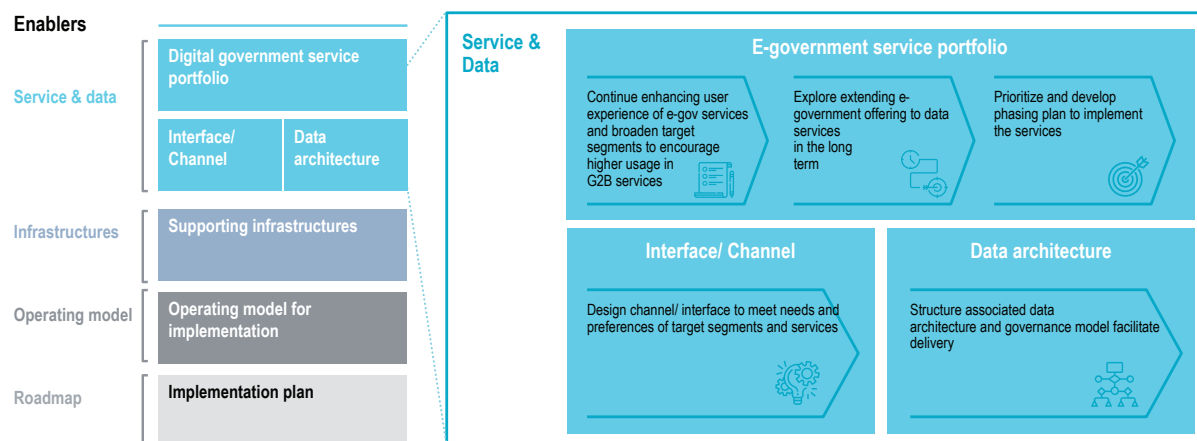 Enablers
Service & data
Digital government service
portfolio
Interface/
Channel
Data
architecture
Infrastructures
Supporting infrastructures
Operating model
Operating model for
implementation
Roadmap
Implementation plan
Service &
Data
E-government service portfolio
Continue enhancing user
experience of e-gov services
and broaden target
segments to encourage
higher usage in
G2B services
Explore extending e-
government offering to data
services
in the long
term
Prioritize and develop
phasing plan to implement
the services
Interface/ Channel
Design channel/ interface to meet needs and
preferences of target segments and services
Data architecture
Structure associated data
architecture and governance model facilitate
delivery